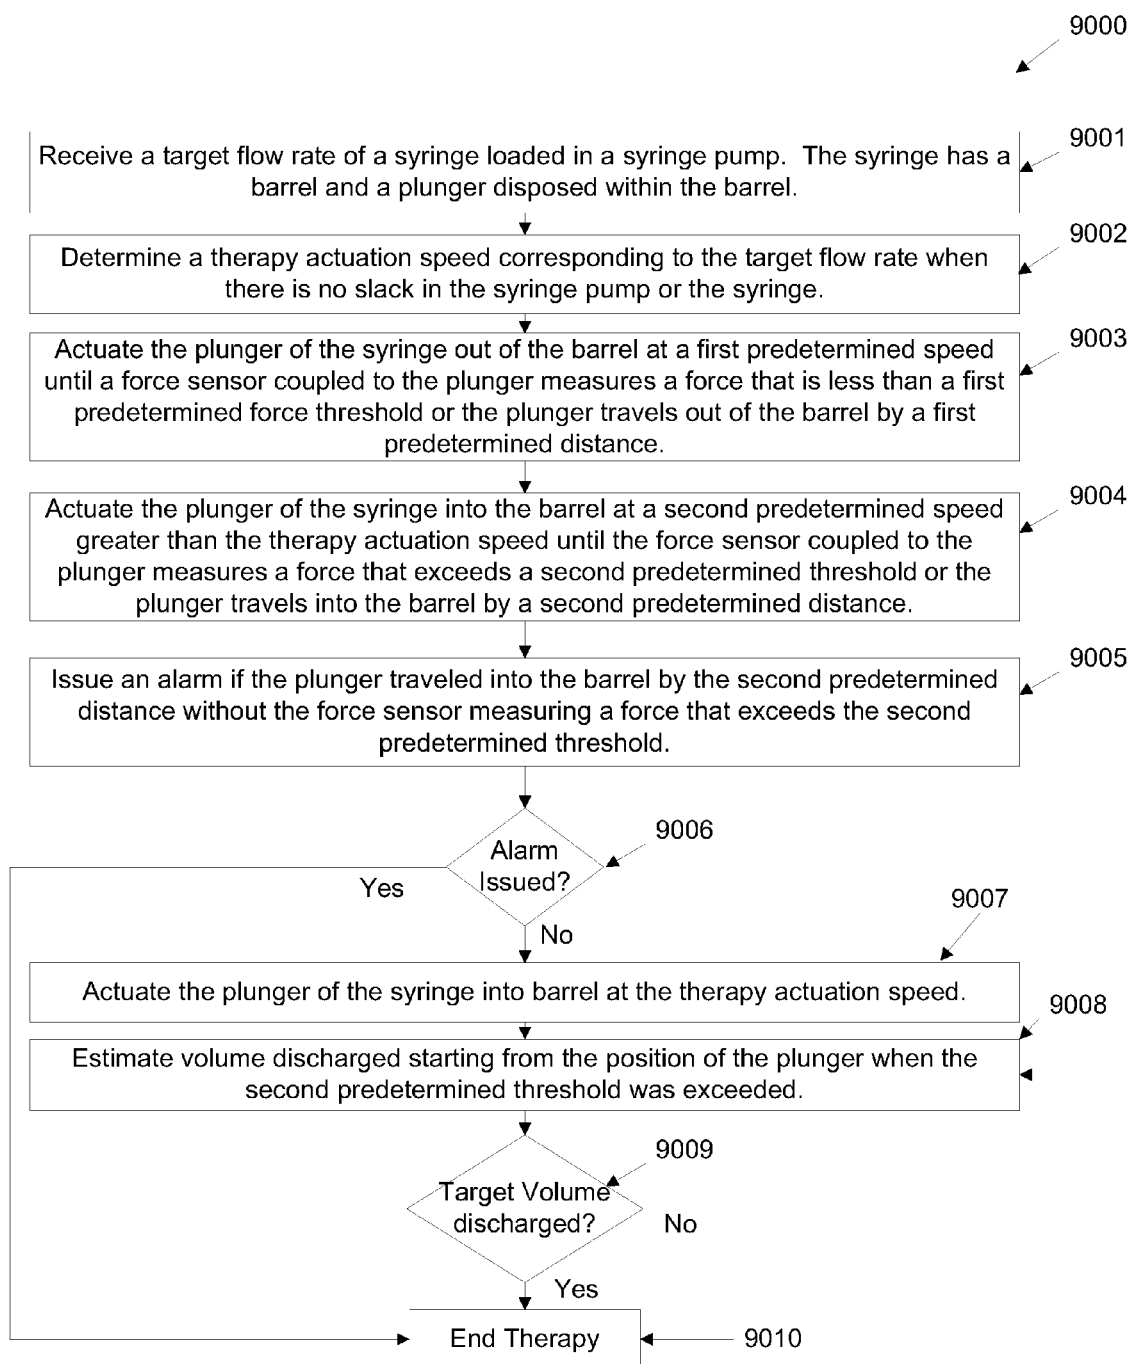 9000
Receive a target flow rate of a syringe loaded in a syringe pump.  The syringe has a
barrel and a plunger disposed within the barrel.
9001
Determine a therapy actuation speed corresponding to the target flow rate when
there is no slack in the syringe pump or the syringe.
9002
Actuate the plunger of the syringe out of the barrel at a first predetermined speed
until a force sensor coupled to the plunger measures a force that is less than a first
predetermined force threshold or the plunger travels out of the barrel by a first
predetermined distance.
9003
Actuate the plunger of the syringe into the barrel at a second predetermined speed
greater than the therapy actuation speed until the force sensor coupled to the
plunger measures a force that exceeds a second predetermined threshold or the
plunger travels into the barrel by a second predetermined distance.
9004
Issue an alarm if the plunger traveled into the barrel by the second predetermined
distance without the force sensor measuring a force that exceeds the second
predetermined threshold.
9005
Alarm
Issued?
9006
Yes
No
9007
Actuate the plunger of the syringe into barrel at the therapy actuation speed.
9008
Estimate volume discharged starting from the position of the plunger when the
second predetermined threshold was exceeded.
9009
Target Volume
discharged?
No
Yes
End Therapy
9010